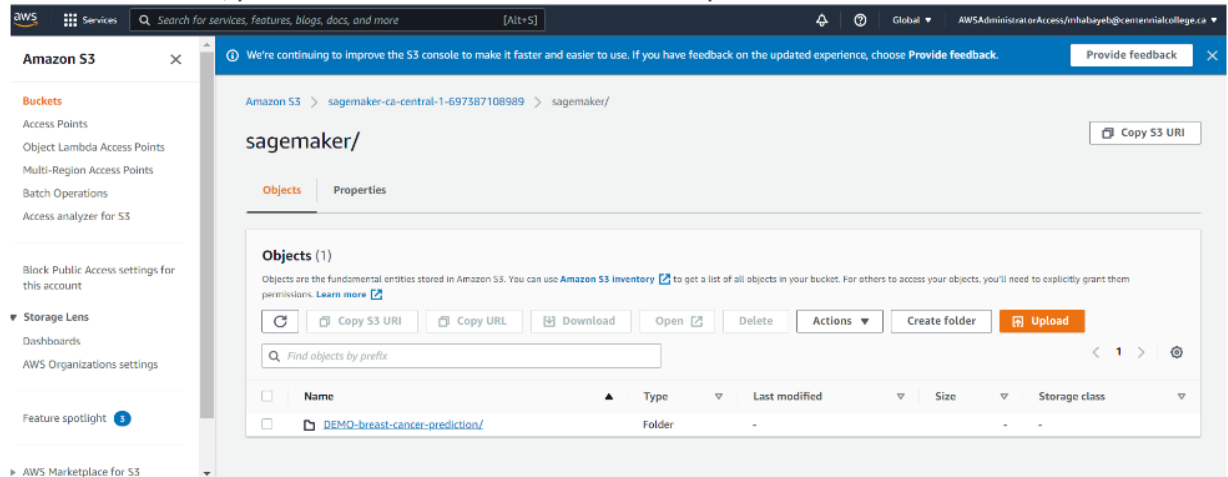 aws Services Search for services, features, blogs, docs, and more [Alt+S] Global AWSAdministratorAccess/mhabayeb@centennialcollege.ca
Amazon S3
We're continuing to improve the S3 console to make it faster and easier to use. If you have feedback on the updated experience, choose Provide feedback. Provide feedback
Buckets
Access Points
Object Lambda Access Points
Multi-Region Access Points
Batch Operations
Access analyzer for S3
Block Public Access settings for
this account
Storage Lens
Dashboards
AWS Organizations settings
Feature spotlight 3
AWS Marketplace for S3
Amazon S3 > sagemaker-ca-central-1-697387108989 > sagemaker/
sagemaker/
Copy S3 URI
Objects Properties
Objects (1)
Objects are the fundamental entities stored in Amazon S3. You can use Amazon S3 inventory to get a list of all objects in your bucket. For others to access your objects, you'll need to explicitly grant them
permissions. Learn more
Copy S3 URI Copy URL Download Open Delete Actions Create folder Upload
Find objects by prefix
< 1 >
Name Type Last modified Size Storage class
DEMO-breast-cancer-prediction/ Folder - - -